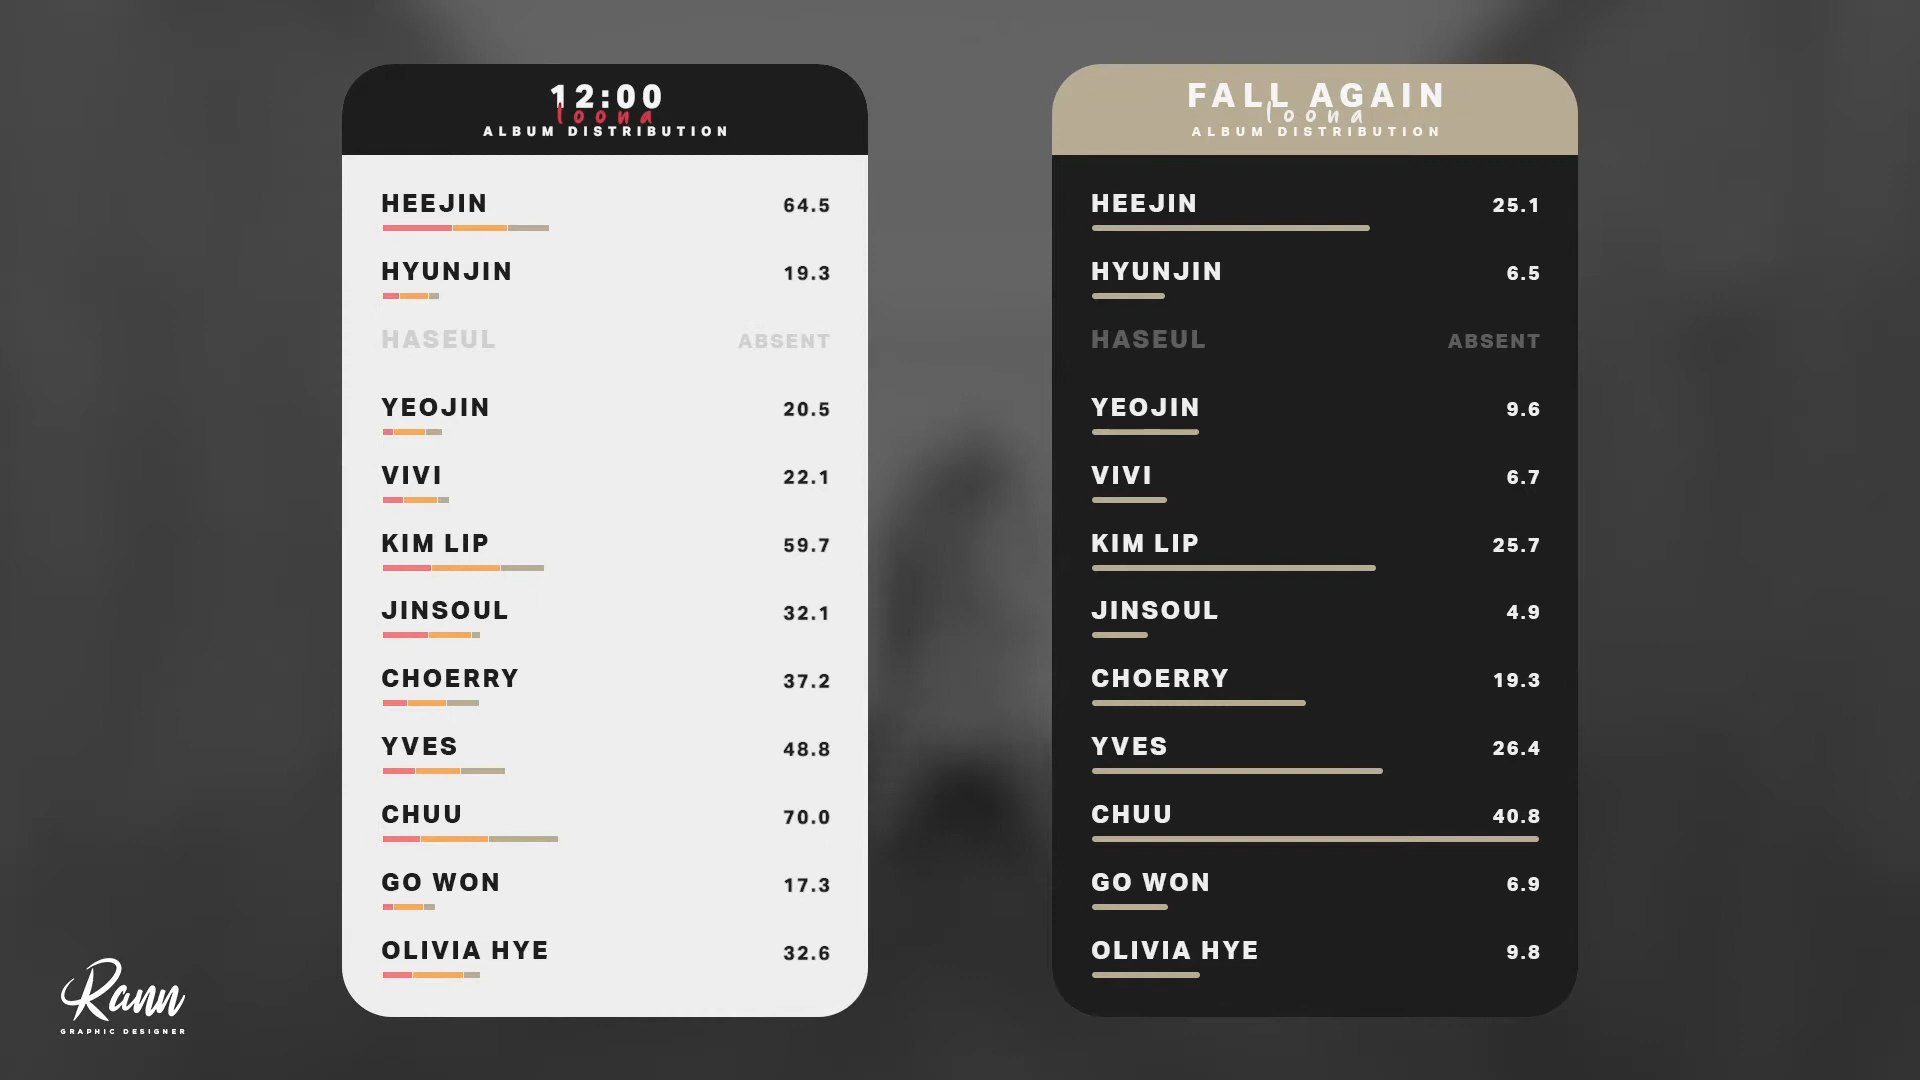 12:00
loona
ALBUM DISTRIBUTION
HEEJIN 64.5
HYUNJIN 19.3
HASEUL ABSENT
YEOJIN 20.5
VIVI 22.1
KIM LIP 59.7
JINSOUL 32.1
CHOERRY 37.2
YVES 48.8
CHUU 70.0
GO WON 17.3
OLIVIA HYE 32.6
FALL AGAIN
loona
ALBUM DISTRIBUTION
HEEJIN 25.1
HYUNJIN 6.5
HASEUL ABSENT
YEOJIN 9.6
VIVI 6.7
KIM LIP 25.7
JINSOUL 4.9
CHOERRY 19.3
YVES 26.4
CHUU 40.8
GO WON 6.9
OLIVIA HYE 9.8
Rann
GRAPHIC DESIGNER